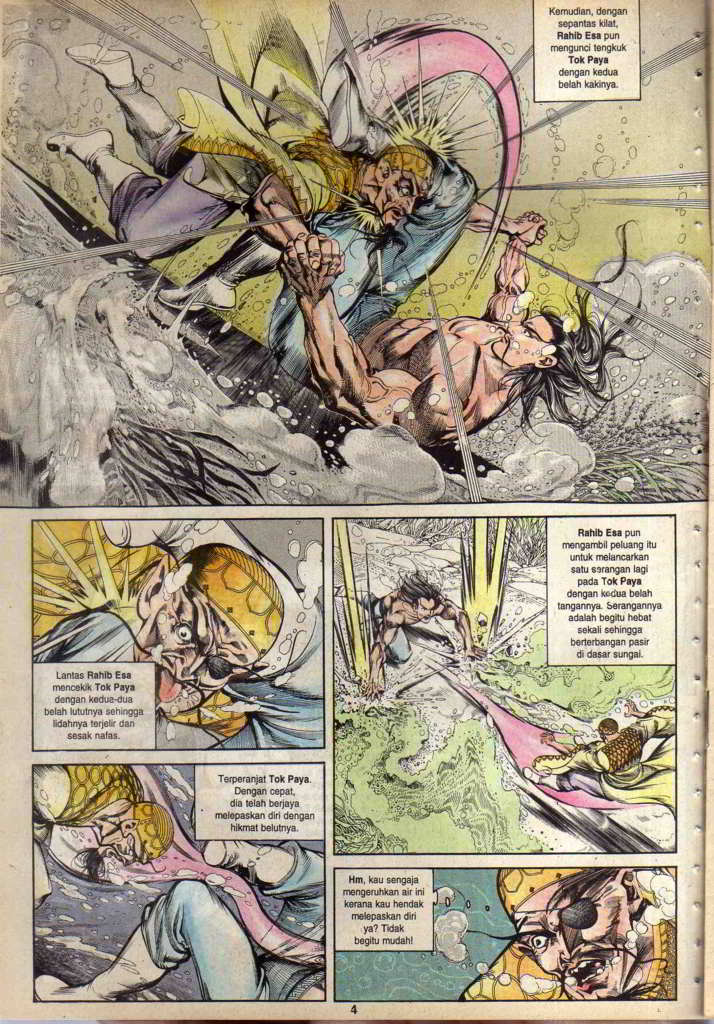 Kemudian, dengan
sepantas kilat,
Rahib Esa pun
mengunci tengkuk
Tok Paya
dengan kedua
belah kakinya.
Lantas Rahib Esa
mencekik Tok Paya
dengan kedua-dua
belah lututnya sehingga
lidahnya terjelir dan
sesak nafas.
Rahib Esa pun
mengambil peluang itu
untuk melancarkan
satu serangan lagi
pada Tok Paya
dengan kedua belah
tangannya. Serangannya
adalah begitu hebat
sekali sehingga
berterbangan pasir
di dasar sungai.
Terperanjat Tok Paya.
Dengan cepat,
dia telah berjaya
melepaskan diri dengan
hikmat belutnya.
Hm, kau sengaja
mengeruhkan air ini
kerana kau hendak
melepaskan diri
ya? Tidak
begitu mudah!
4